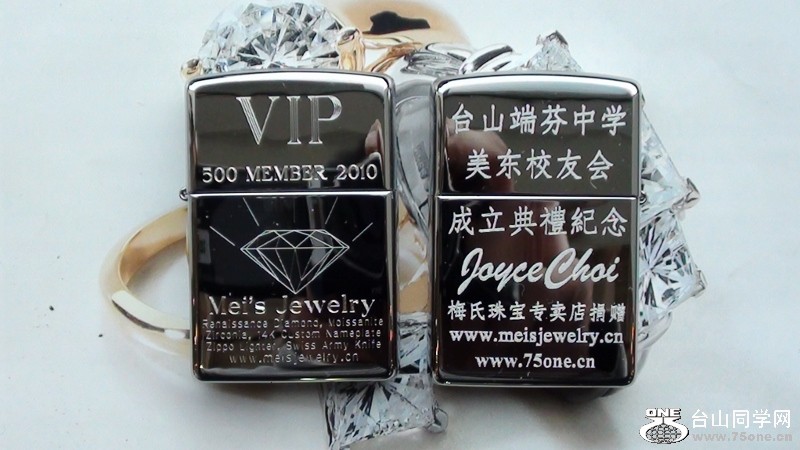 VIP
500 MEMBER 2010
Mei's Jewelry
Renaissance Diamond, Moissanite
Zirconia, 14K Custom Nameplate
Zippo Lighter, Swiss Army Knife
www.meisjewelry.cn
台山端芬中学
美东校友会
成立典禮紀念
JoyceChoi
梅氏珠宝专卖店捐赠
www.meisjewelry.cn
www.75one.cn
ONE
台山同学网
www.75one.cn